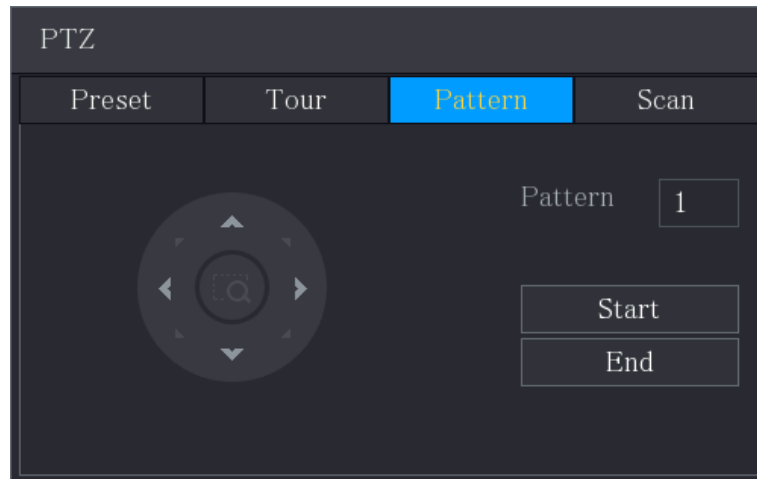 PTZ
Preset Tour Pattern Scan
Pattern 1
Start
End